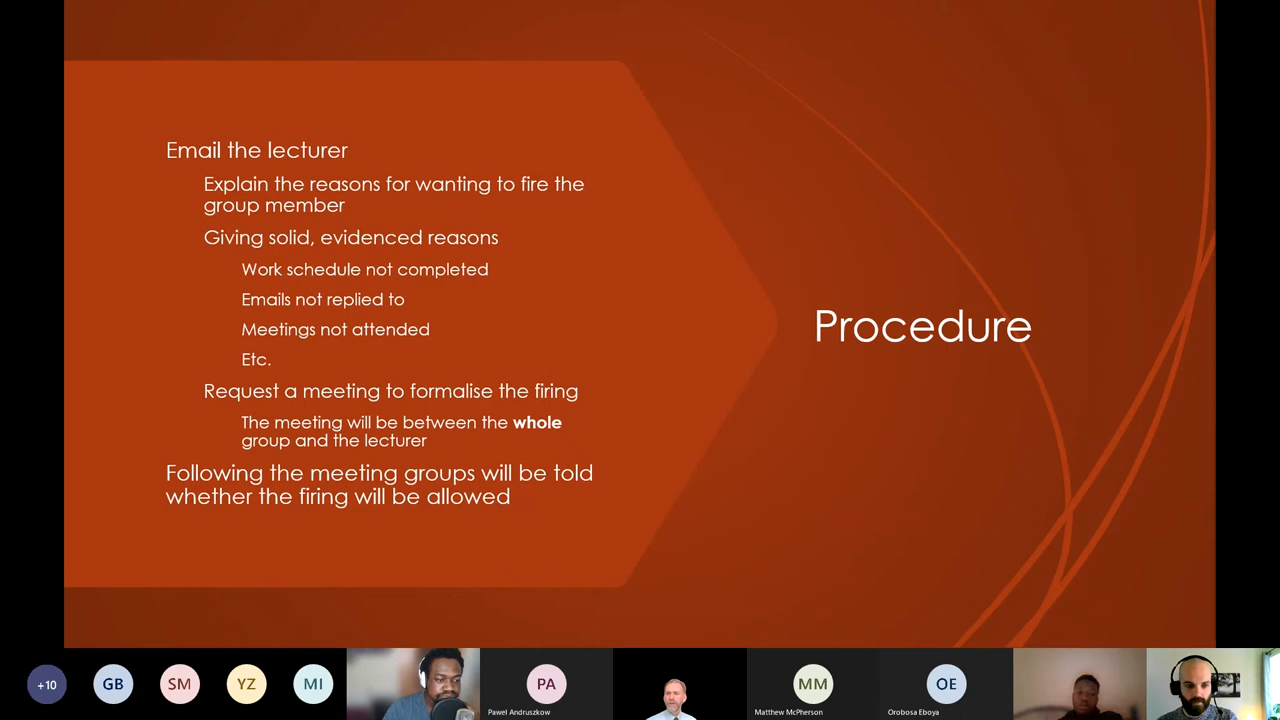 Email the lecturer
Explain the reasons for wanting to fire the
group member
Giving solid, evidenced reasons
Work schedule not completed
Emails not replied to
Meetings not attended
Etc.
Request a meeting to formalise the firing
The meeting will be between the whole
group and the lecturer
Following the meeting groups will be told
whether the firing will be allowed
Procedure
+10
GB
SM
YZ
MI
PA
Pawel Andruszkow
MM
Matthew McPherson
OE
Orobosa Eboya